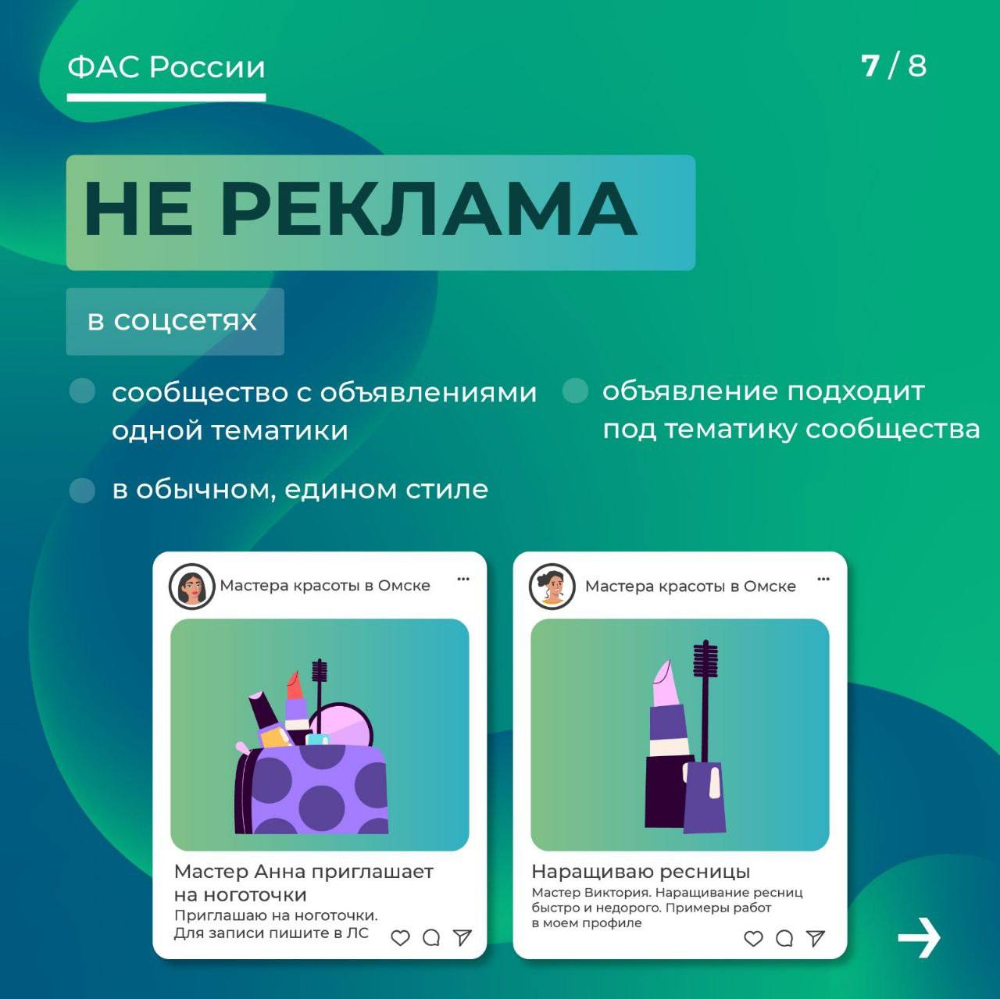 ФАС России
7 / 8
НЕ РЕКЛАМА
в соцсетях
сообщество с объявлениями
одной тематики
объявление подходит
под тематику сообщества
в обычном, едином стиле
Мастера красоты в Омске
Мастер Анна приглашает
на ноготочки
Приглашаю на ноготочки.
Для записи пишите в ЛС
Мастера красоты в Омске
Наращиваю ресницы
Мастер Виктория. Наращивание ресниц
быстро и недорого. Примеры работ
в моем профиле